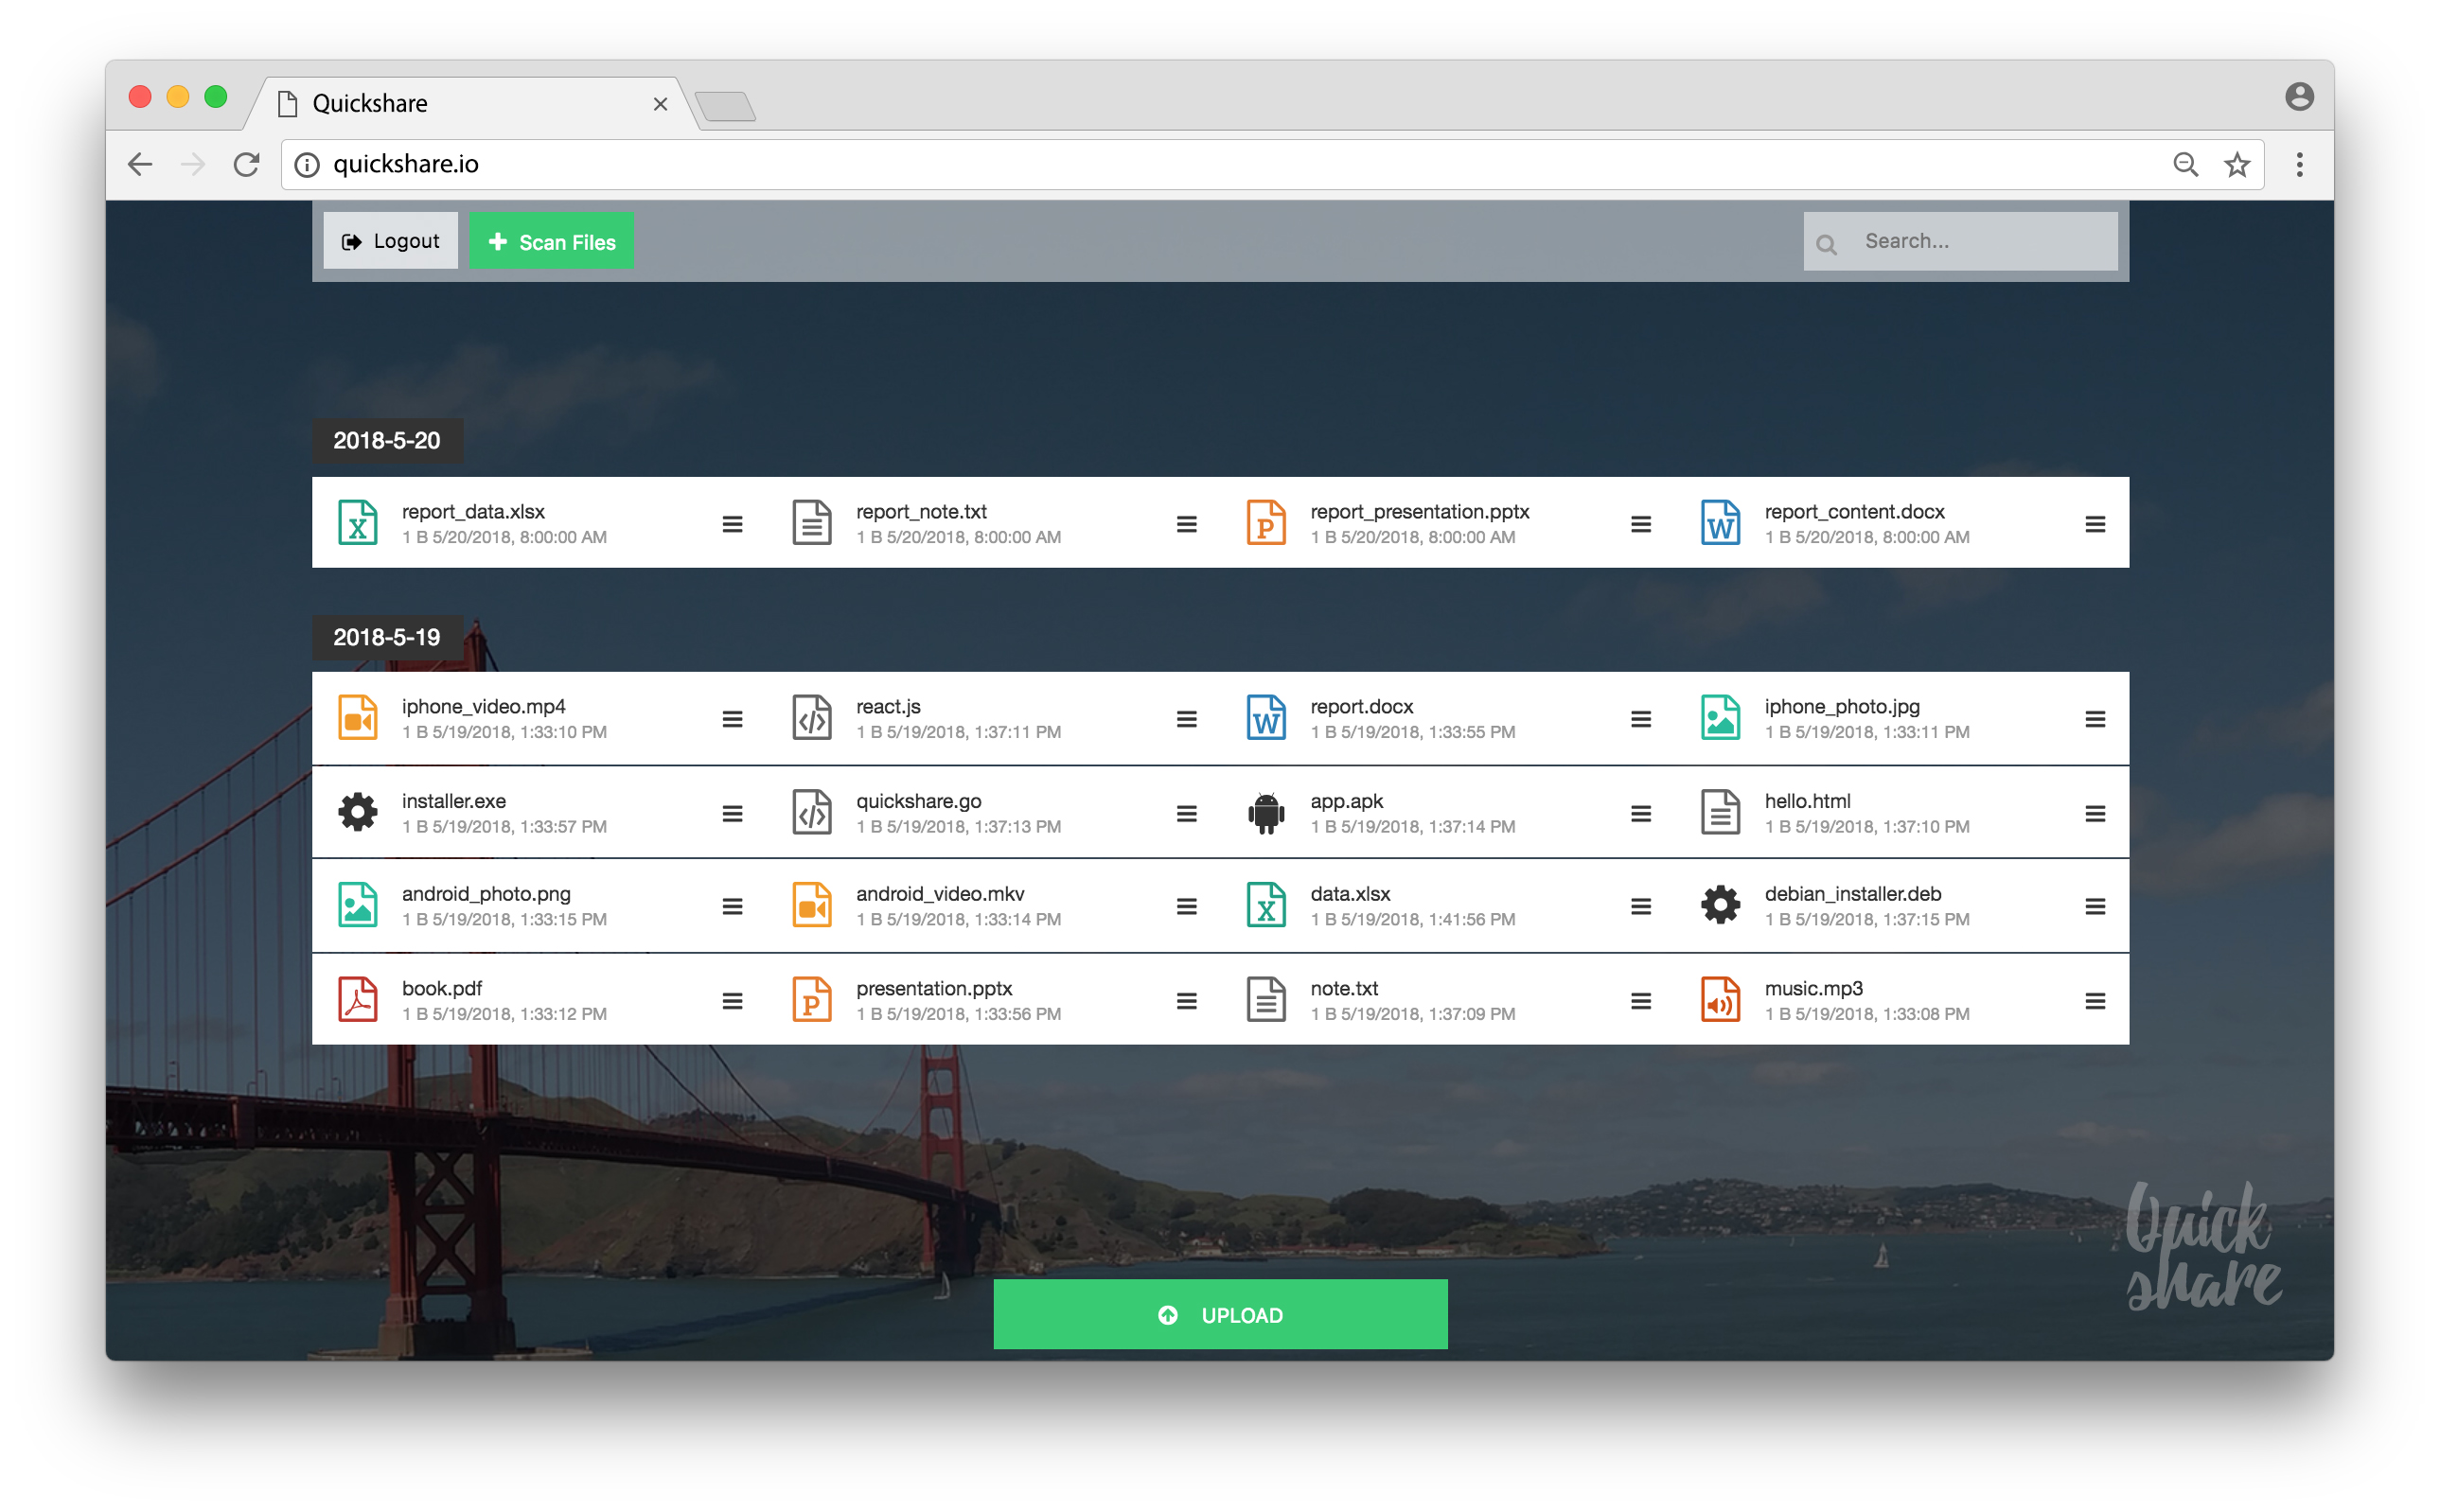 Quickshare
quickshare.io
Logout
Scan Files
Search...
2018-5-20
report_data.xlsx
1 B 5/20/2018, 8:00:00 AM
report_note.txt
1 B 5/20/2018, 8:00:00 AM
report_presentation.pptx
1 B 5/20/2018, 8:00:00 AM
report_content.docx
1 B 5/20/2018, 8:00:00 AM
2018-5-19
iphone_video.mp4
1 B 5/19/2018, 1:33:10 PM
react.js
1 B 5/19/2018, 1:37:11 PM
report.docx
1 B 5/19/2018, 1:33:55 PM
iphone_photo.jpg
1 B 5/19/2018, 1:33:11 PM
installer.exe
1 B 5/19/2018, 1:33:57 PM
quickshare.go
1 B 5/19/2018, 1:37:13 PM
app.apk
1 B 5/19/2018, 1:37:14 PM
hello.html
1 B 5/19/2018, 1:37:10 PM
android_photo.png
1 B 5/19/2018, 1:33:15 PM
android_video.mkv
1 B 5/19/2018, 1:33:14 PM
data.xlsx
1 B 5/19/2018, 1:41:56 PM
debian_installer.deb
1 B 5/19/2018, 1:37:15 PM
book.pdf
1 B 5/19/2018, 1:33:12 PM
presentation.pptx
1 B 5/19/2018, 1:33:56 PM
note.txt
1 B 5/19/2018, 1:37:09 PM
music.mp3
1 B 5/19/2018, 1:33:08 PM
Quick
share
UPLOAD